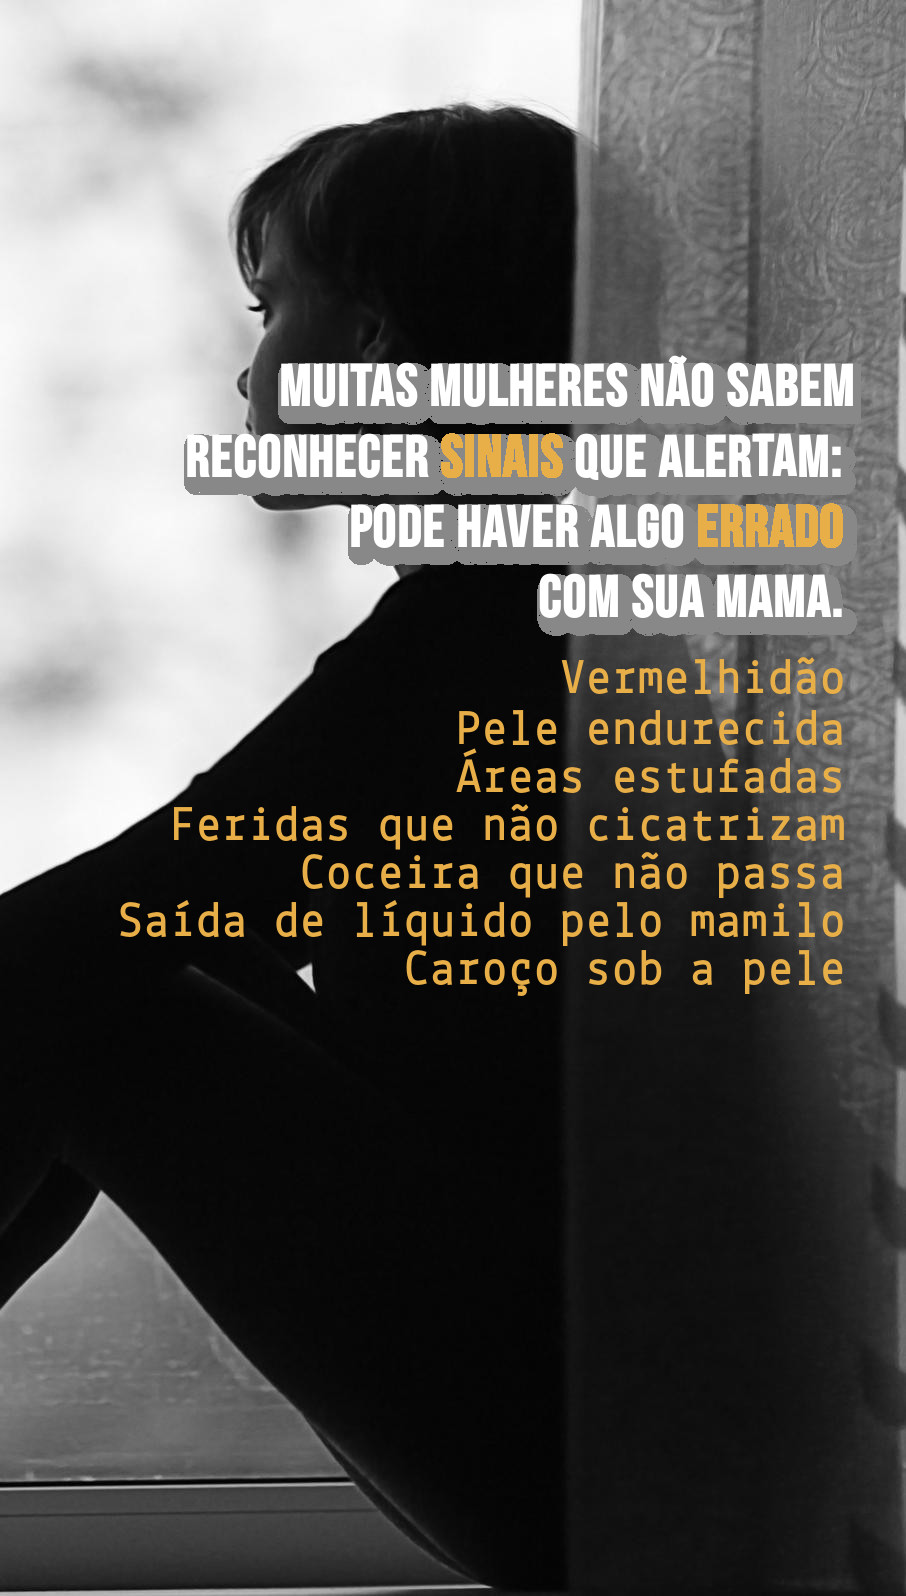 MUITAS MULHERES NÃO SABEM
RECONHECER SINAIS QUE ALERTAM:
PODE HAVER ALGO ERRADO
COM SUA MAMA.
Vermelhidão
Pele endurecida
Áreas estufadas
Feridas que não cicatrizam
Coceira que não passa
Saída de líquido pelo mamilo
Caroço sob a pele